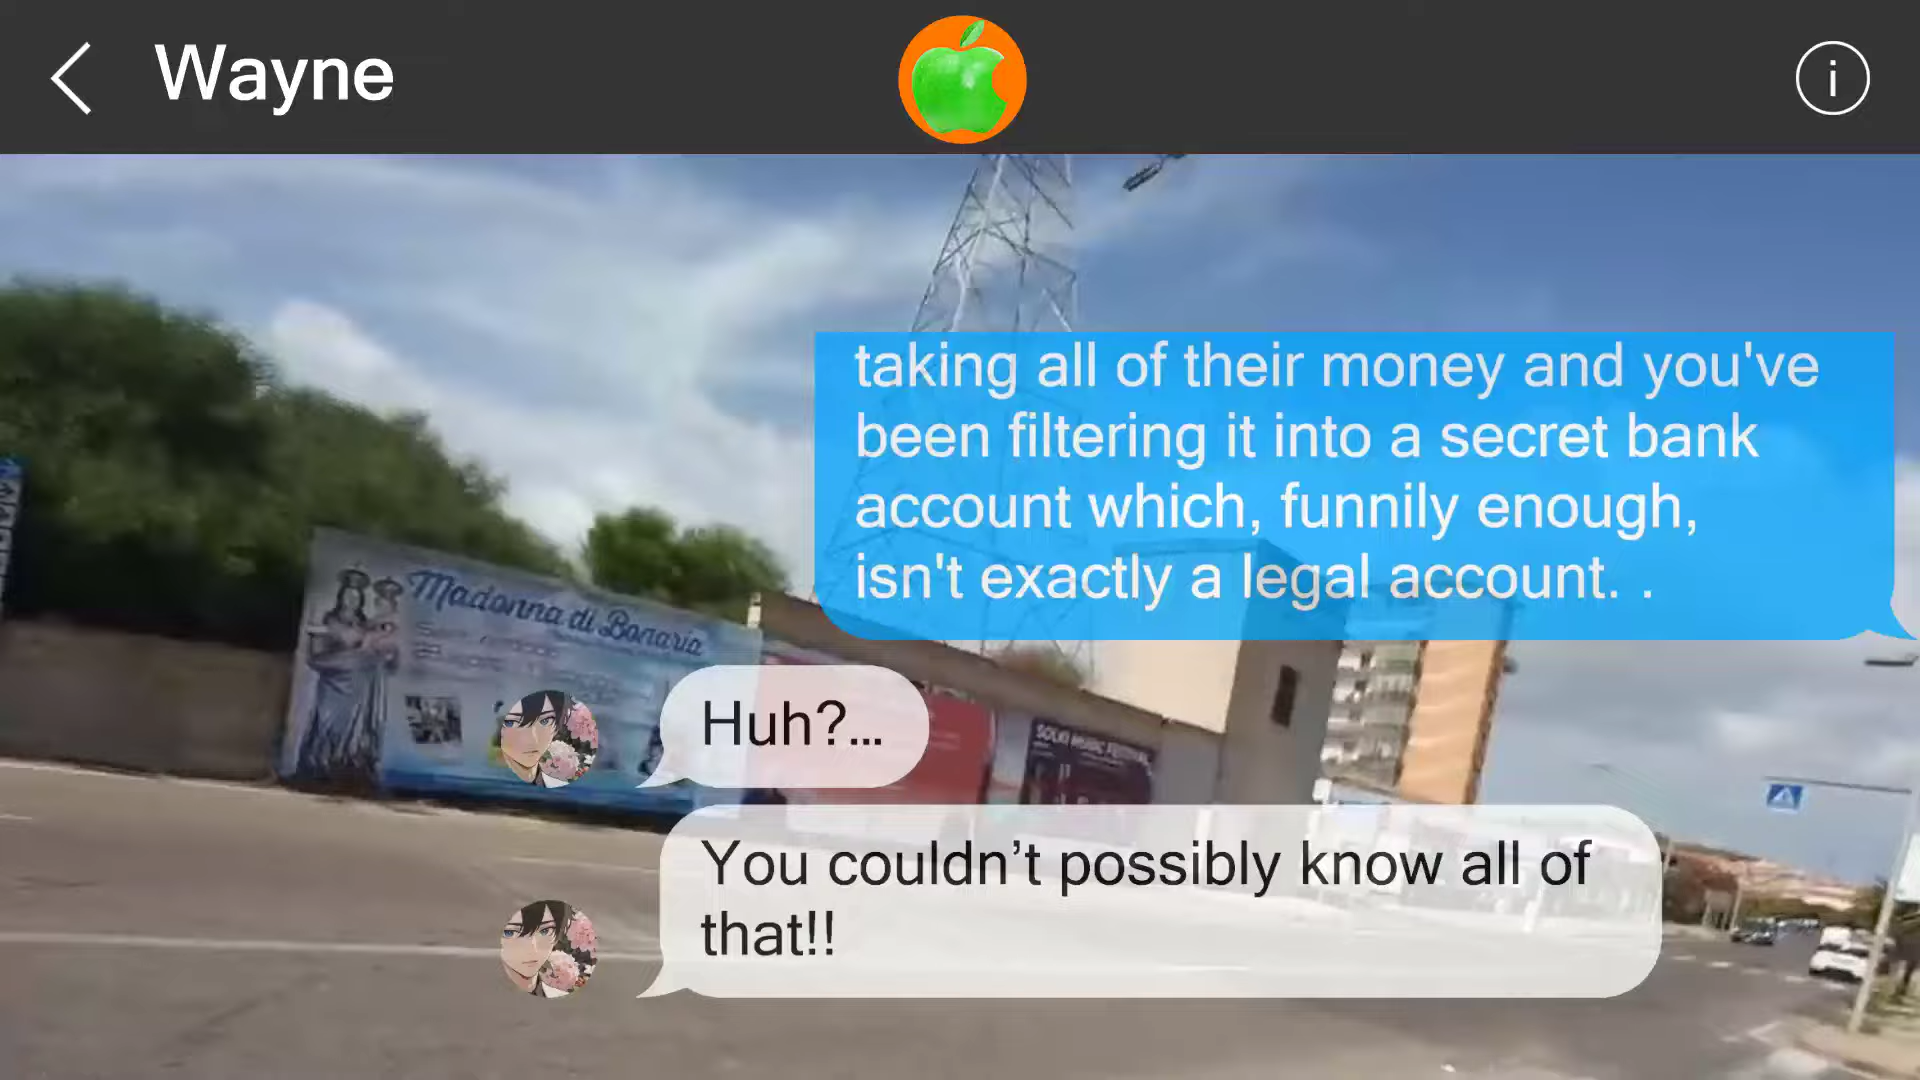 Wayne
i
taking all of their money and you've
been filtering it into a secret bank
account which, funnily enough,
isn't exactly a legal account. .
Huh?...
You couldn’t possibly know all of
that!!
Madonna di Bonaria